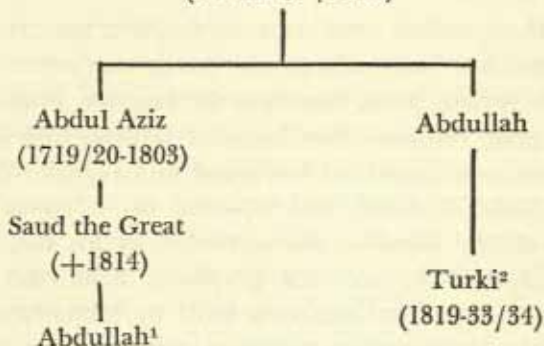 Abdul Aziz
(1719/20-1803)
Saud the Great
(+1814)
Abdullah¹
Abdullah
Turki²
(1819-33/34)